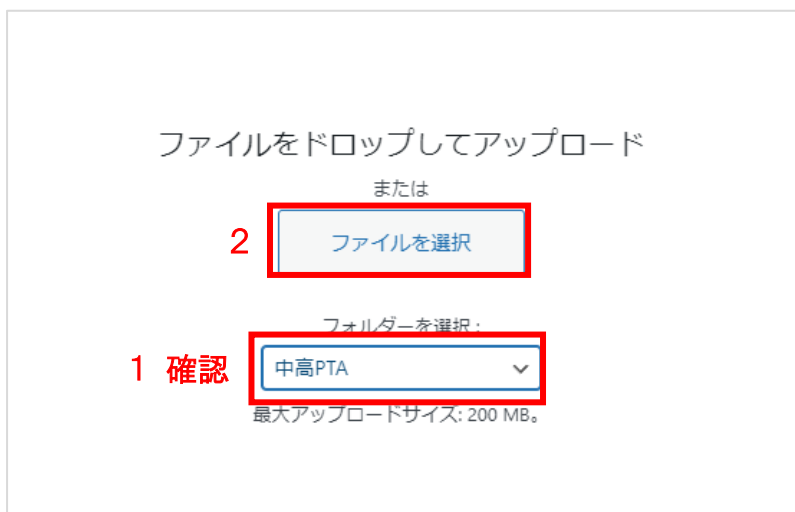 ファイルをドロップしてアップロード
または
2
ファイルを選択
フォルダーを選択:
1 確認
中高PTA
最大アップロードサイズ: 200 MB。